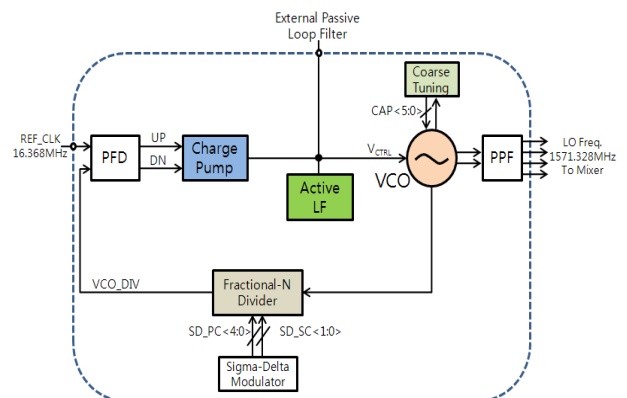 External Passive
Loop Filter
Coarse
Tuning
CAP<5:0>
REF_CLK
16.368MHz
UP
DN
PFD
Charge
Pump
VCTRL
VCO
PPF
LO Freq.
1571.328MHz
To Mixer
Active
LF
VCO_DIV
Fractional-N
Divider
SD_PC<4:0>
SD_SC<1:0>
Sigma-Delta
Modulator